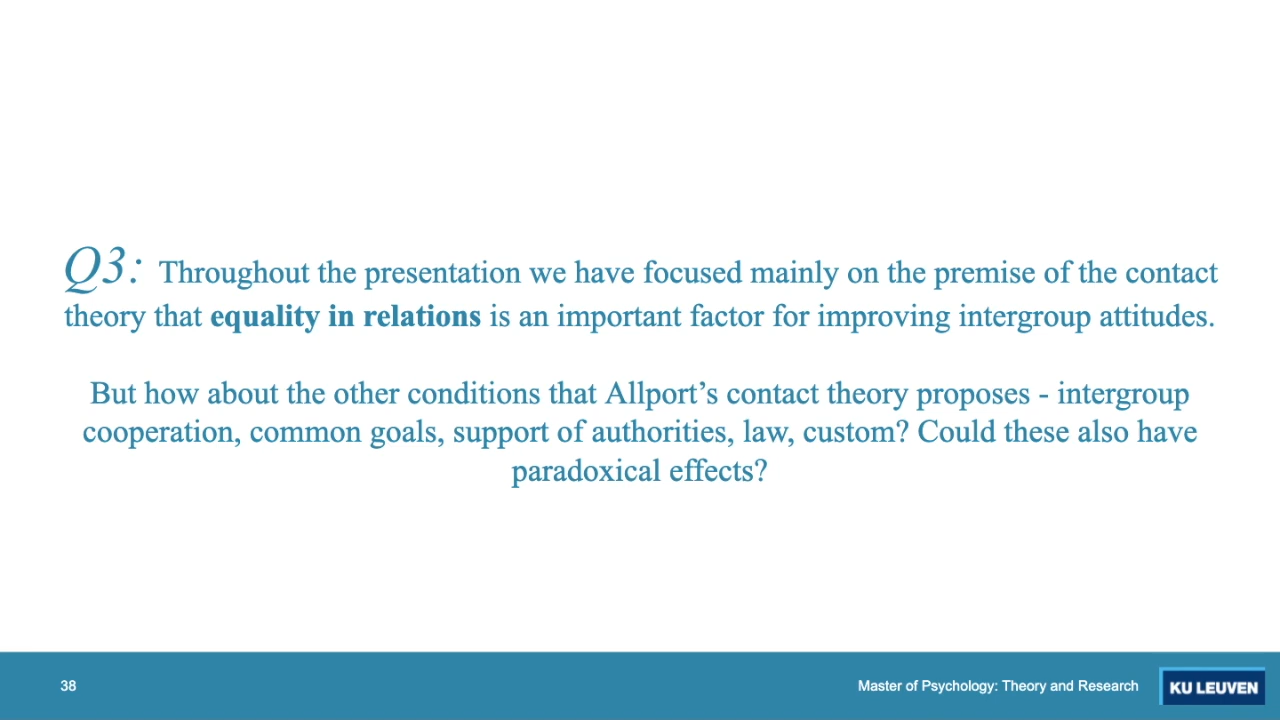 Q3: Throughout the presentation we have focused mainly on the premise of the contact
theory that equality in relations is an important factor for improving intergroup attitudes.
But how about the other conditions that Allport’s contact theory proposes - intergroup
cooperation, common goals, support of authorities, law, custom? Could these also have
paradoxical effects?
38
Master of Psychology: Theory and Research
KU LEUVEN